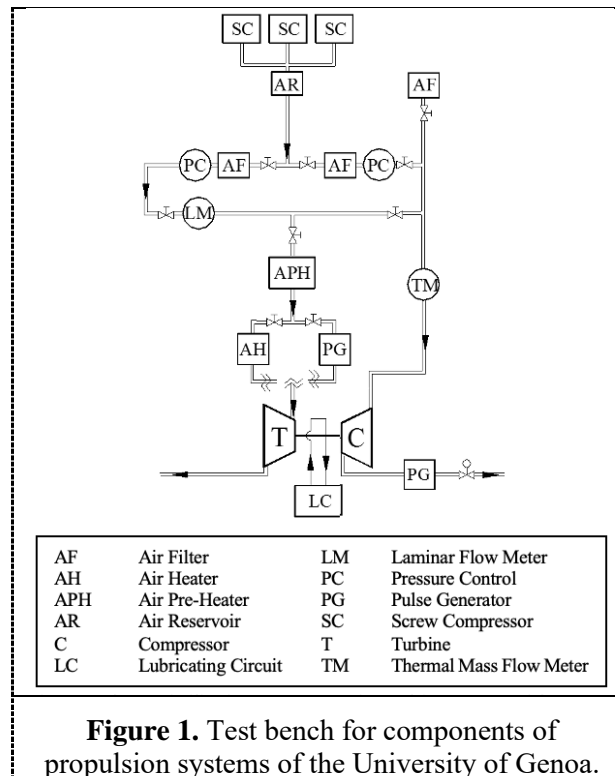 SC SC SC
AR
AF
PC AF AF PC
LM
APH
TM
AH PG
T C
PG
LC
AF Air Filter LM Laminar Flow Meter
AH Air Heater PC Pressure Control
APH Air Pre-Heater PG Pulse Generator
AR Air Reservoir SC Screw Compressor
C Compressor T Turbine
LC Lubricating Circuit TM Thermal Mass Flow Meter
Figure 1. Test bench for components of
propulsion systems of the University of Genoa.